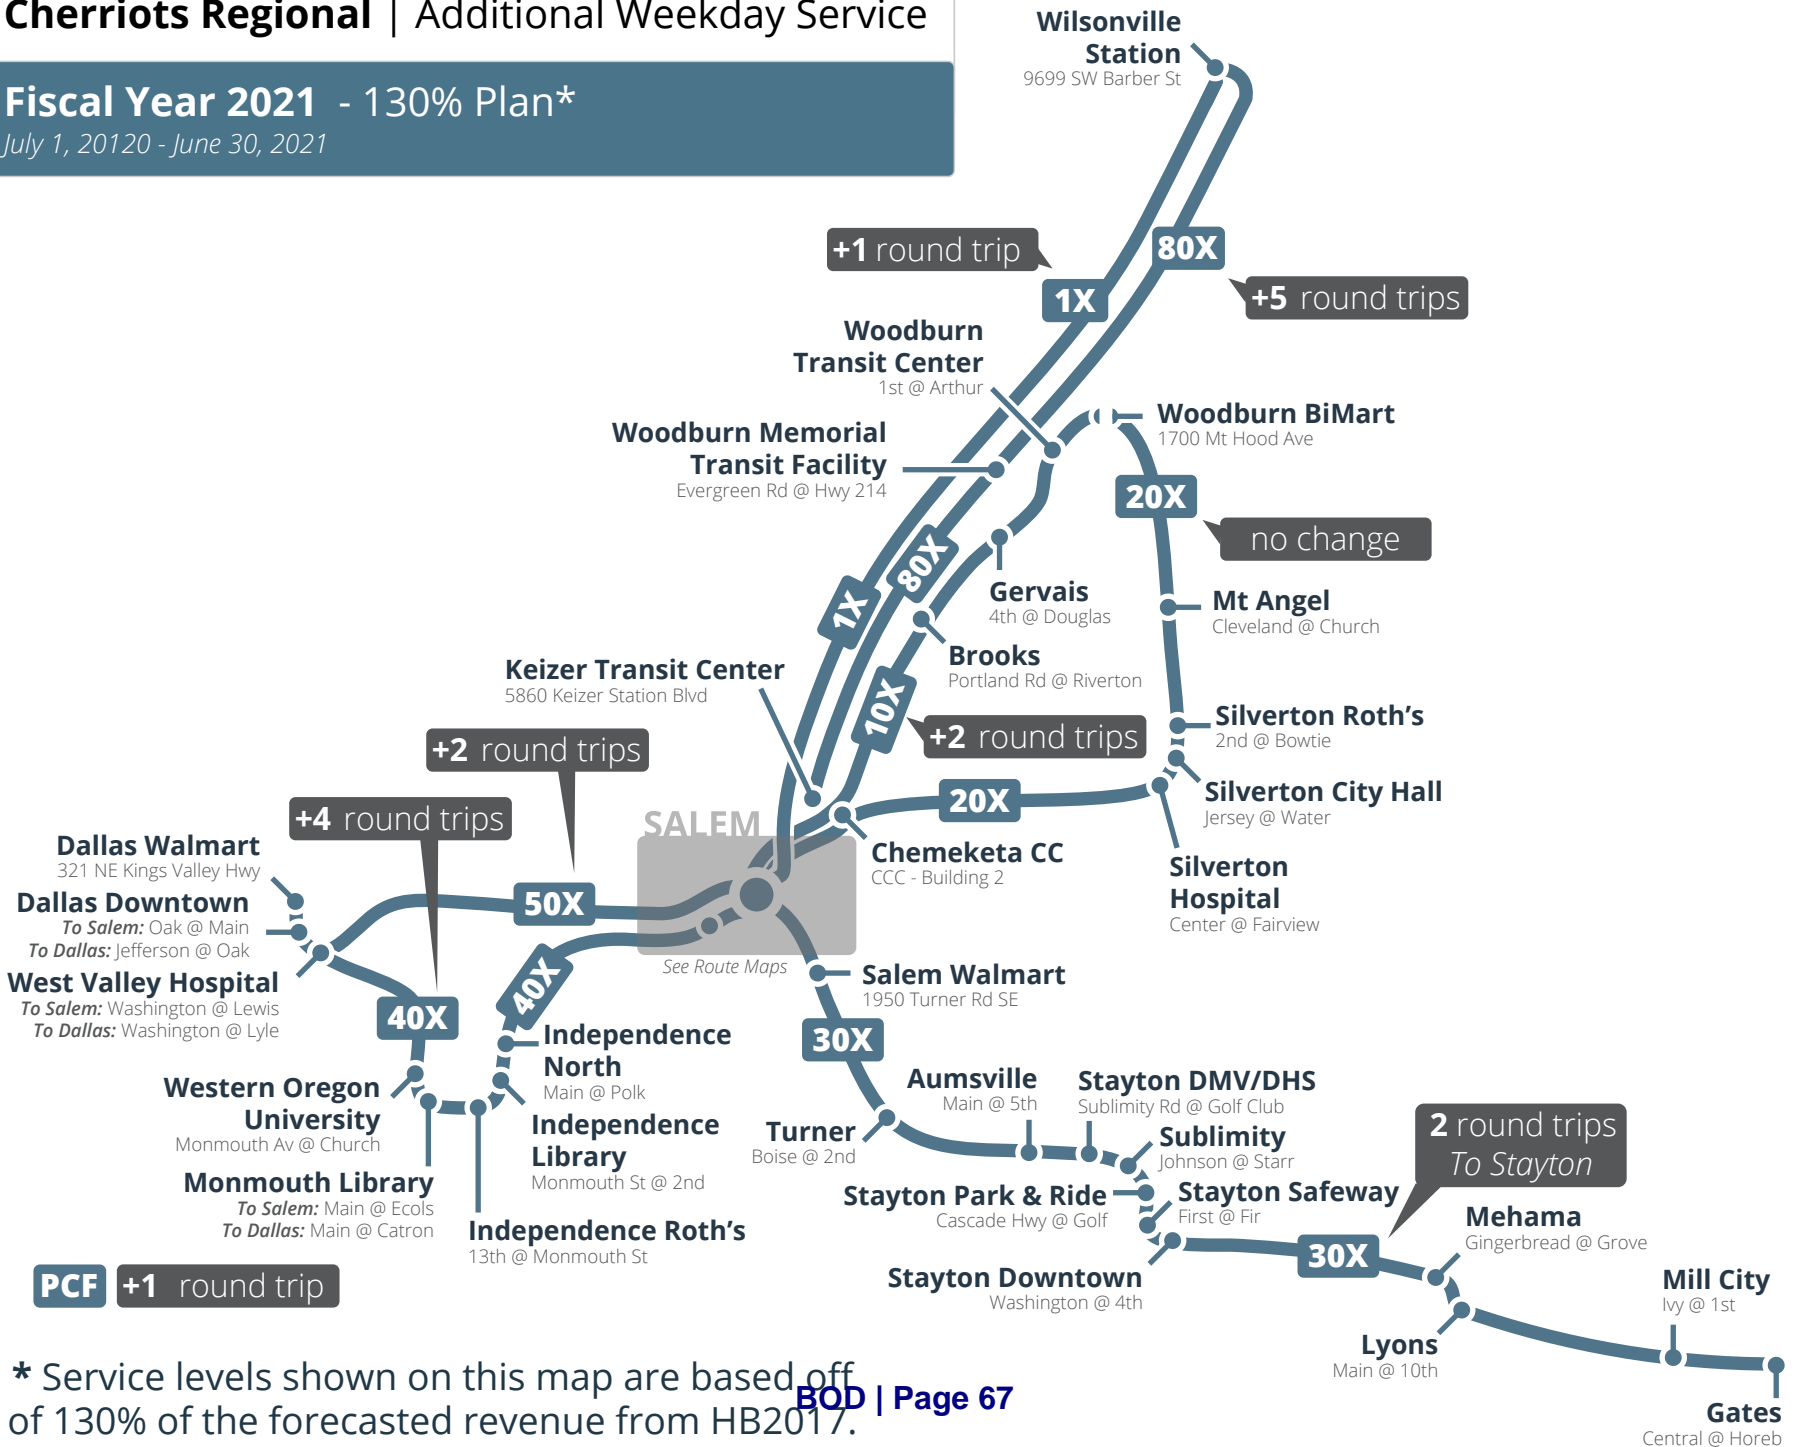 Cherriots Regional | Additional Weekday Service
Fiscal Year 2021 - 130% Plan*
July 1, 20120 - June 30, 2021
Wilsonville
Station
9699 SW Barber St
+1 round trip
80X
1X
+5 round trips
Woodburn
Transit Center
1st @ Arthur
Woodburn BiMart
1700 Mt Hood Ave
Woodburn Memorial
Transit Facility
Evergreen Rd @ Hwy 214
20X
no change
80X
1X
Gervais
4th @ Douglas
Mt Angel
Cleveland @ Church
Brooks
Portland Rd @ Riverton
Keizer Transit Center
5860 Keizer Station Blvd
10X
+2 round trips
Silverton Roth's
2nd @ Bowtie
+2 round trips
20X
Silverton City Hall
Jersey @ Water
+4 round trips
SALEM
Chemeketa CC
CCC - Building 2
Silverton
Hospital
Center @ Fairview
Dallas Walmart
321 NE Kings Valley Hwy
Dallas Downtown
To Salem: Oak @ Main
To Dallas: Jefferson @ Oak
50X
West Valley Hospital
To Salem: Washington @ Lewis
To Dallas: Washington @ Lyle
See Route Maps
40X
40X
Salem Walmart
1950 Turner Rd SE
30X
Independence
North
Main @ Polk
Western Oregon
University
Monmouth Av @ Church
Independence
Library
Monmouth St @ 2nd
Monmouth Library
To Salem: Main @ Ecols
To Dallas: Main @ Catron
Independence Roth's
13th @ Monmouth St
Turner
Boise @ 2nd
Aumsville
Main @ 5th
Stayton DMV/DHS
Sublimity Rd @ Golf Club
Sublimity
Johnson @ Starr
2 round trips
To Stayton
Stayton Park & Ride
Cascade Hwy @ Golf
Stayton Safeway
First @ Fir
Mehama
Gingerbread @ Grove
30X
Stayton Downtown
Washington @ 4th
Mill City
Ivy @ 1st
Lyons
Main @ 10th
Gates
Central @ Horeb
PCF +1 round trip
* Service levels shown on this map are based off
of 130% of the forecasted revenue from HB2017.
BOD | Page 67